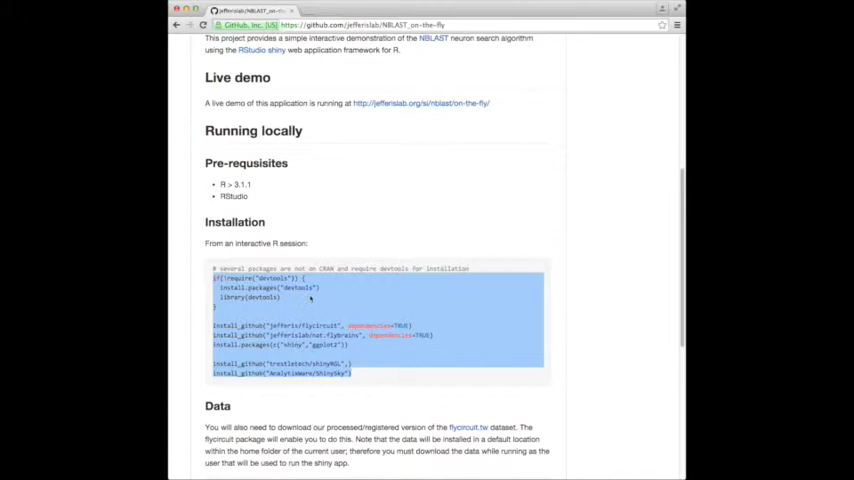 jefferislab/NBLAST_on-the-fly
GitHub, Inc. [US] https://github.com/jefferislab/NBLAST_on-the-fly
This project provides a simple interactive demonstration of the NBLAST neuron search algorithm
using the RStudio shiny web application framework for R.
Live demo
A live demo of this application is running at http://jefferislab.org/si/nblast/on-the-fly/
Running locally
Pre-requsisites
• R > 3.1.1
• RStudio
Installation
From an interactive R session:
# several packages are not on CRAN and require devtools for installation
if(!require("devtools")) {
install.packages("devtools")
library(devtools)
}
install_github("jefferis/flycircuit", dependencies=TRUE)
install_github("jefferislab/nat.flybrains", dependencies=TRUE)
install.packages(c("shiny","ggplot2"))
install_github("trestletech/shinyRGL",)
install_github("AnalytixWare/ShinySky")
Data
You will also need to download our processed/registered version of the flycircuit.tw dataset. The
flycircuit package will enable you to do this. Note that the data will be installed in a default location
within the home folder of the current user; therefore you must download the data while running as the
user that will be used to run the shiny app.